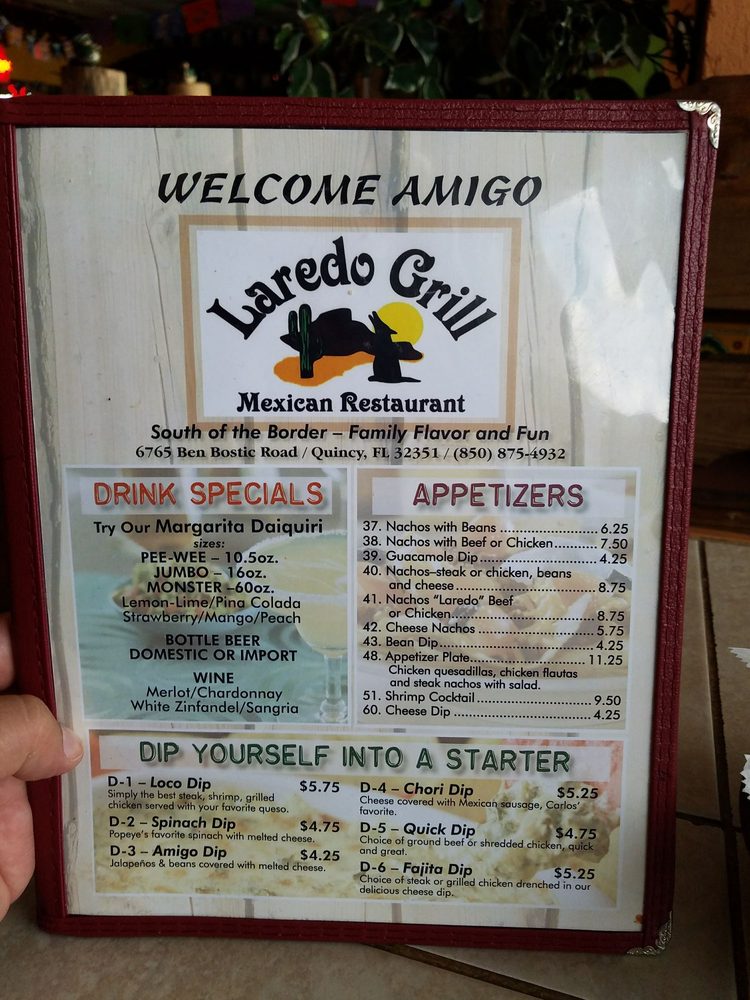 WELCOME AMIGO
Laredo Grill
Mexican Restaurant
South of the Border – Family Flavor and Fun
6765 Ben Bostic Road / Quincy, FL 32351 / (850) 875-4932
DRINK SPECIALS
Try Our Margarita Daiquiri
sizes:
PEE-WEE – 10.5oz.
JUMBO – 16oz.
MONSTER –60oz.
Lemon-Lime/Pina Colada
Strawberry/Mango/Peach
BOTTLE BEER
DOMESTIC OR IMPORT
WINE
Merlot/Chardonnay
White Zinfandel/Sangria
APPETIZERS
37. Nachos with Beans ........................ 6.25
38. Nachos with Beef or Chicken........... 7.50
39. Guacamole Dip ............................. 4.25
40. Nachos–steak or chicken, beans
and cheese ................................... 8.75
41. Nachos "Laredo" Beef
or Chicken.................................... 8.75
42. Cheese Nachos ............................. 5.75
43. Bean Dip...................................... 4.25
48. Appetizer Plate............................. 11.25
Chicken quesadillas, chicken flautas
and steak nachos with salad.
51. Shrimp Cocktail ............................ 9.50
60. Cheese Dip .................................. 4.25
DIP YOURSELF INTO A STARTER
D-1 – Loco Dip $5.75
Simply the best steak, shrimp, grilled
chicken served with your favorite queso.
D-2 – Spinach Dip $4.75
Popeye's favorite spinach with melted cheese.
D-3 – Amigo Dip $4.25
Jalapeños & beans covered with melted cheese.
D-4 – Chori Dip $5.25
Cheese covered with Mexican sausage, Carlos'
favorite.
D-5 – Quick Dip $4.75
Choice of ground beef or shredded chicken, quick
and great.
D-6 – Fajita Dip $5.25
Choice of steak or grilled chicken drenched in our
delicious cheese dip.